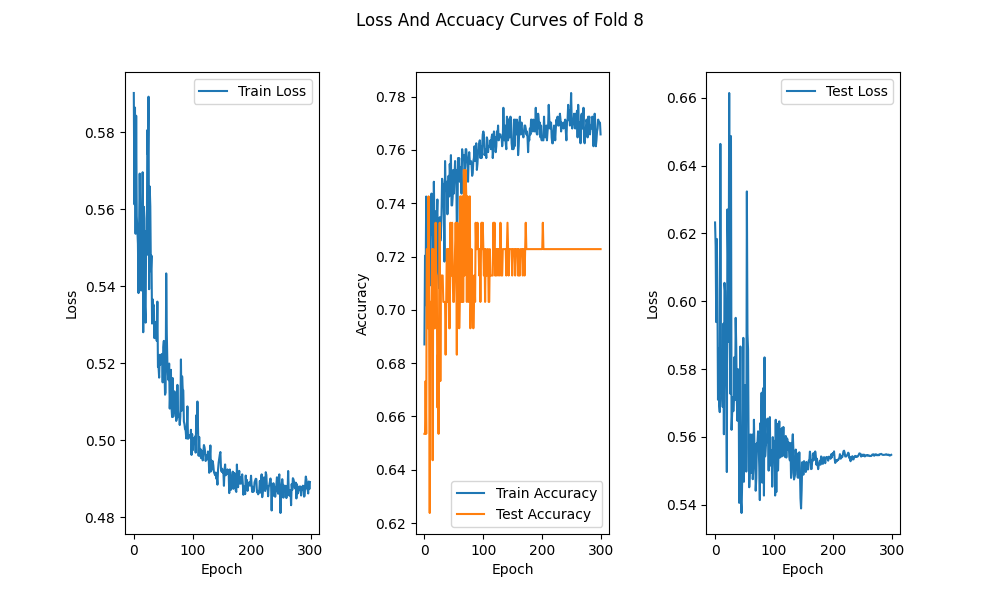 Loss And Accuacy Curves of Fold 8
Train Loss
0.58
0.56
0.54
0.52
0.50
0.48
Loss
0 100 200 300
Epoch
0.78
0.76
0.74
0.72
0.70
0.68
0.66
0.64
0.62
Accuracy
Train Accuracy
Test Accuracy
0 100 200 300
Epoch
Test Loss
0.66
0.64
0.62
0.60
0.58
0.56
0.54
Loss
0 100 200 300
Epoch